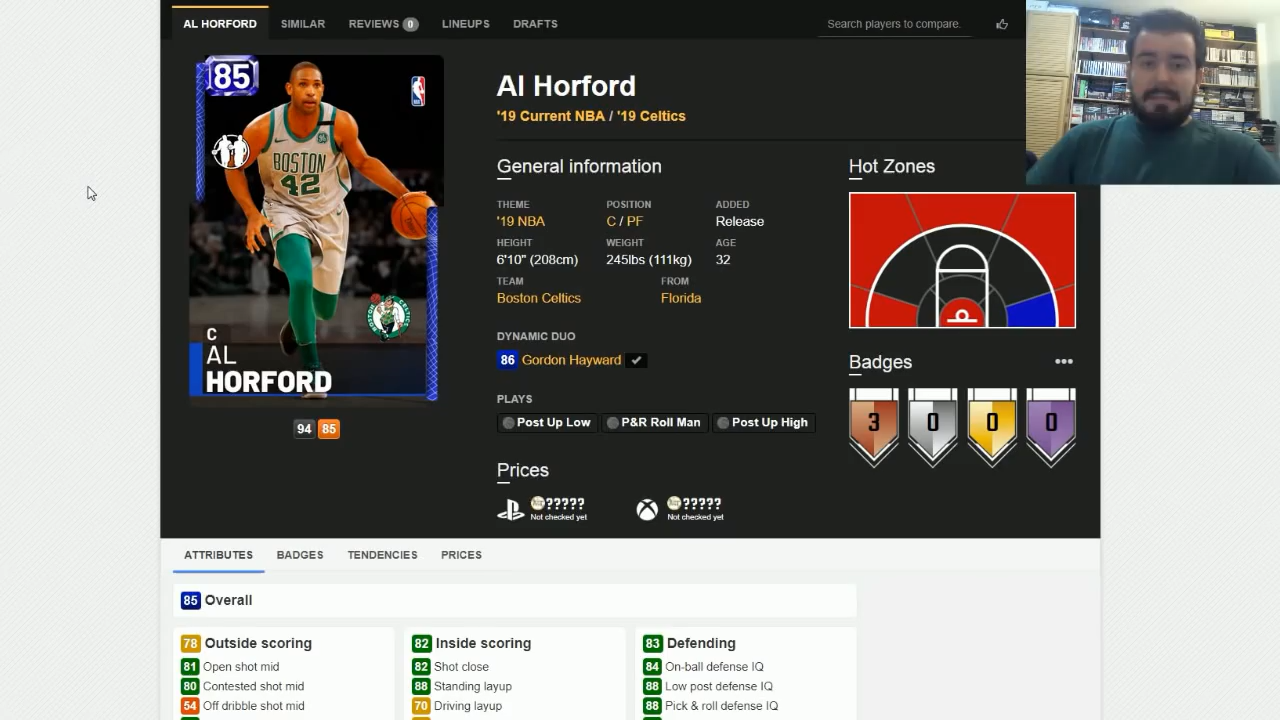 AL HORFORD
SIMILAR
REVIEWS 0
LINEUPS
DRAFTS
Search players to compare.
85
BOSTON
42
C
AL
HORFORD
94 85
Al Horford
'19 Current NBA / '19 Celtics
General information
THEME POSITION ADDED
'19 NBA C / PF Release
HEIGHT WEIGHT AGE
6'10" (208cm) 245lbs (111kg) 32
TEAM FROM
Boston Celtics Florida
DYNAMIC DUO
86 Gordon Hayward
PLAYS
Post Up Low P&R Roll Man Post Up High
Prices
????? ?????
Not checked yet Not checked yet
Hot Zones
Badges
3 0 0 0
ATTRIBUTES BADGES TENDENCIES PRICES
85 Overall
78 Outside scoring
81 Open shot mid
80 Contested shot mid
54 Off dribble shot mid
82 Inside scoring
82 Shot close
88 Standing layup
70 Driving layup
83 Defending
84 On-ball defense IQ
88 Low post defense IQ
88 Pick & roll defense IQ